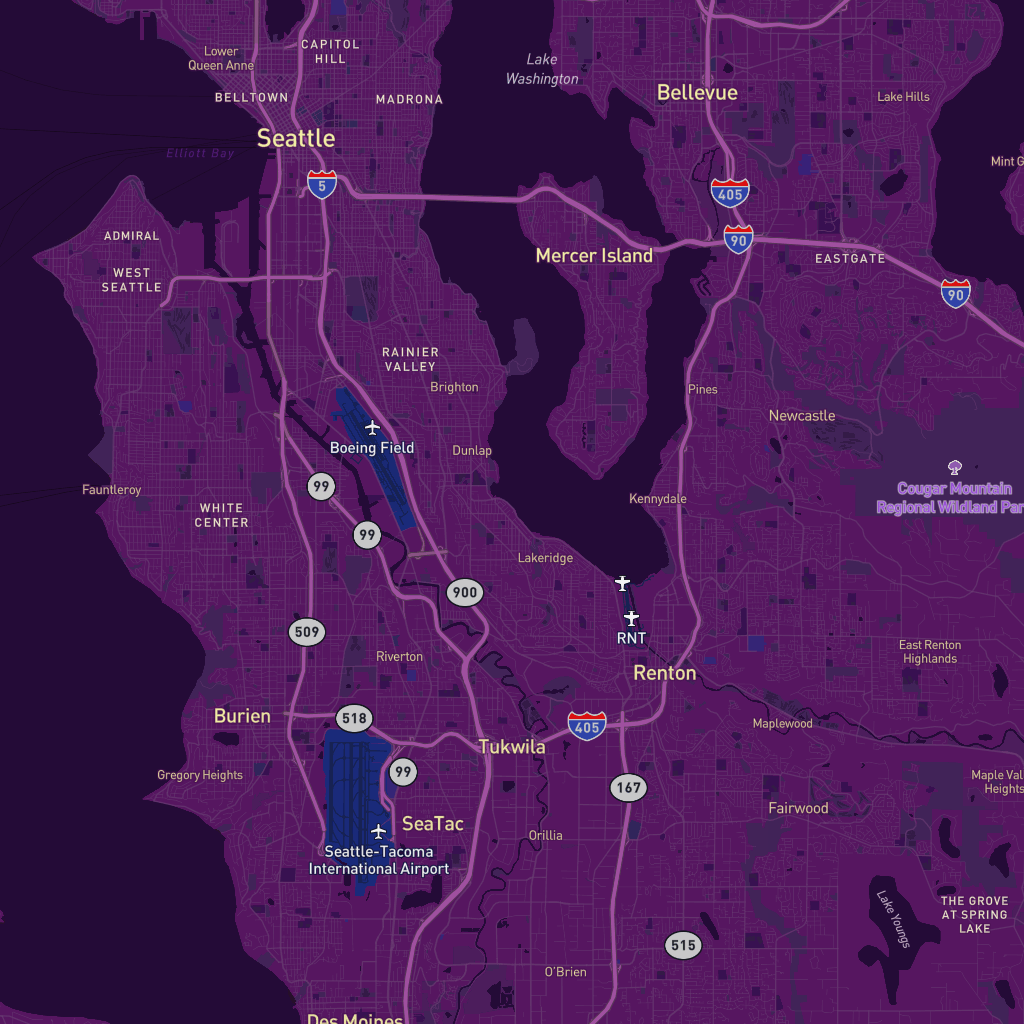 CAPITOL
HILL
Lower
Queen Anne
Lake
Washington
BELLTOWN
MADRONA
Bellevue
Lake Hills
Seattle
Elliott Bay
Mint G
5
405
90
ADMIRAL
WEST
SEATTLE
Mercer Island
EASTGATE
90
RAINIER
VALLEY
Brighton
Pines
Newcastle
Boeing Field
Dunlap
Cougar Mountain
Regional Wildland Par
Fauntleroy
99
Kennydale
WHITE
CENTER
99
Lakeridge
900
509
RNT
Riverton
East Renton
Highlands
Renton
Burien
518
405
Maplewood
Tukwila
Gregory Heights
99
167
Maple Val
Heights
Fairwood
SeaTac
Orillia
Seattle-Tacoma
International Airport
Lake Youngs
THE GROVE
AT SPRING
LAKE
515
O'Brien
Des Moines